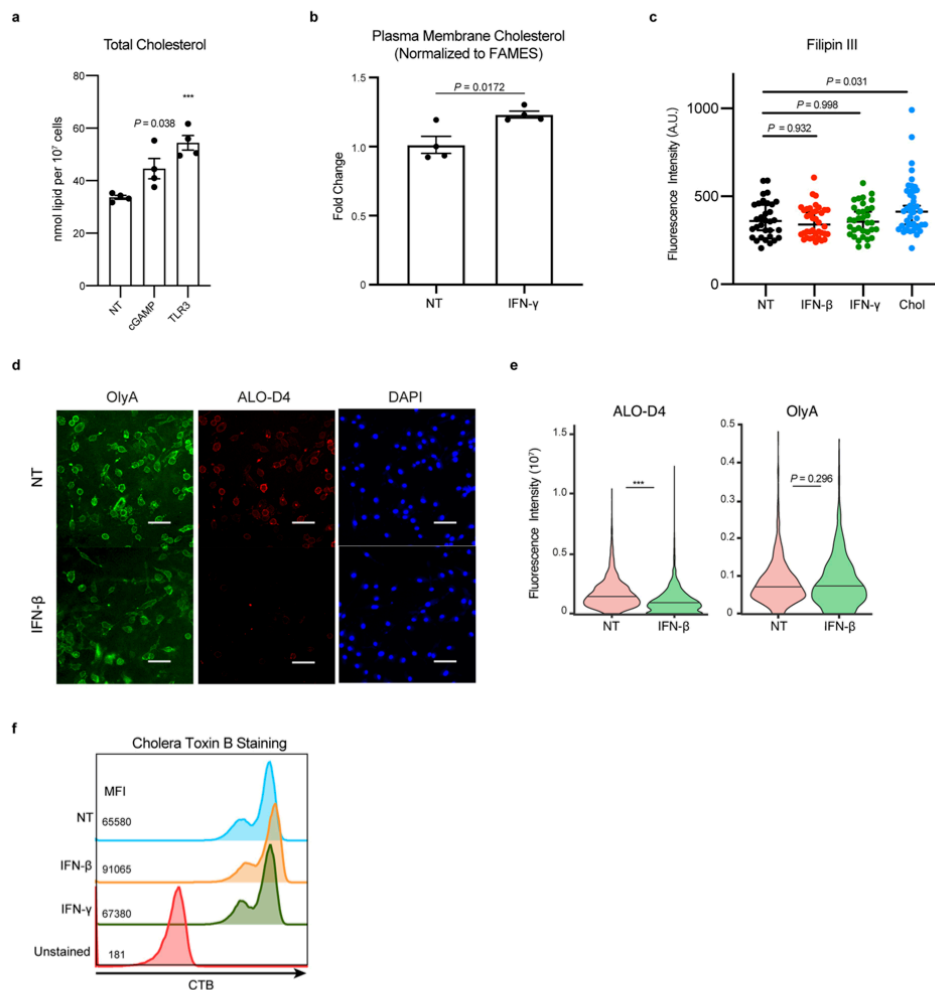 a
Total Cholesterol
nmol lipid per 10⁷ cells
80
60
40
20
0
P = 0.038
***
NT
cGAMP
TLR3
b
Plasma Membrane Cholesterol
(Normalized to FAMES)
Fold Change
1.5
1.0
0.5
0.0
P = 0.0172
NT
IFN-γ
c
Filipin III
Fluorescence Intensity (A.U.)
1000
500
0
P = 0.031
P = 0.998
P = 0.932
NT
IFN-β
IFN-γ
Chol
d
OlyA
ALO-D4
DAPI
NT
IFN-β
e
ALO-D4
Fluorescence Intensity (10⁷)
1.5
1.0
0.5
0
***
NT
IFN-β
OlyA
0.5
0.4
0.3
0.2
0.1
0
P = 0.296
NT
IFN-β
f
Cholera Toxin B Staining
MFI
NT
65580
IFN-β
91065
IFN-γ
67380
Unstained
181
CTB